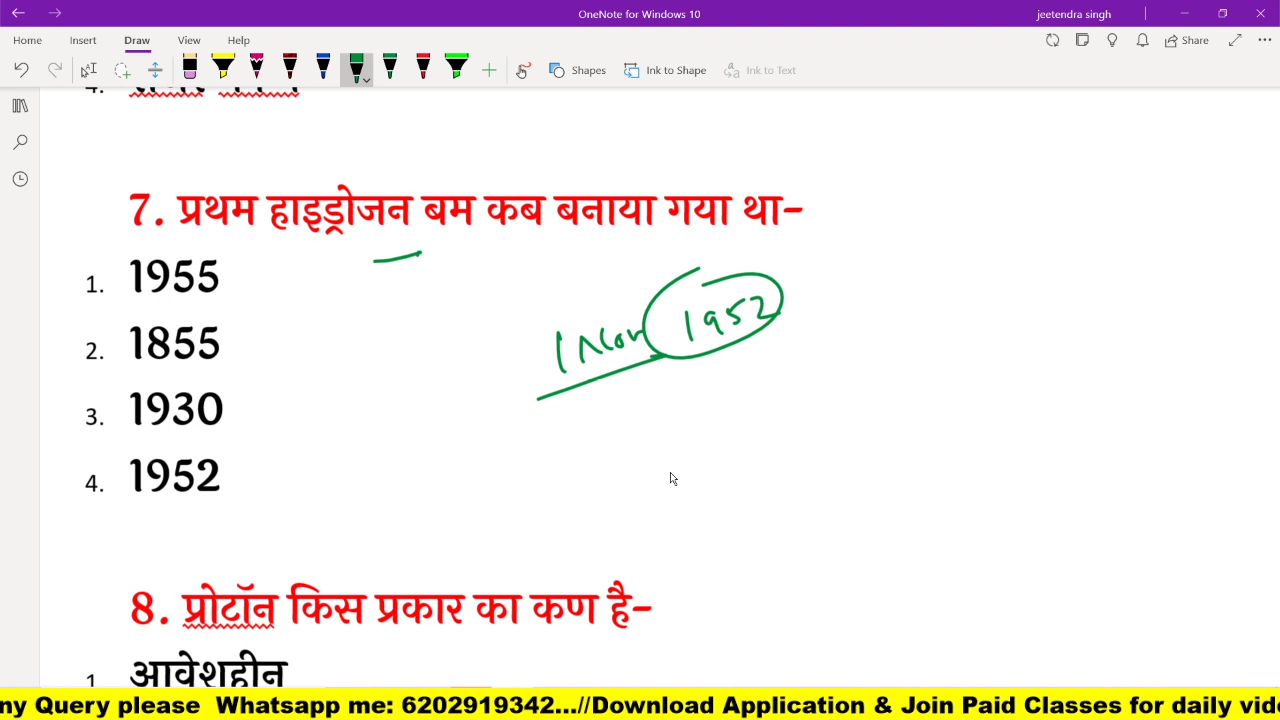 OneNote for Windows 10
jeetendra singh
Home Insert Draw View Help
Share
Shapes Ink to Shape Ink to Text
4.
7. प्रथम हाइड्रोजन बम कब बनाया गया था-
1. 1955
2. 1855
3. 1930
4. 1952
1 Nov 1952
8. प्रोटॉन किस प्रकार का कण है-
1. आवेशहीन
ny Query please Whatsapp me: 6202919342...//Download Application & Join Paid Classes for daily vid